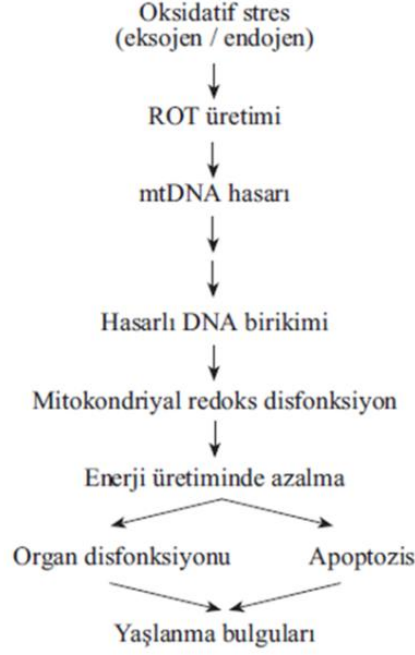 Oksidatif stres
(eksojen / endojen)
ROT üretimi
mtDNA hasarı
Hasarlı DNA birikimi
Mitokondriyal redoks disfonksiyon
Enerji üretiminde azalma
Organ disfonksiyonu Apoptozis
Yaşlanma bulguları